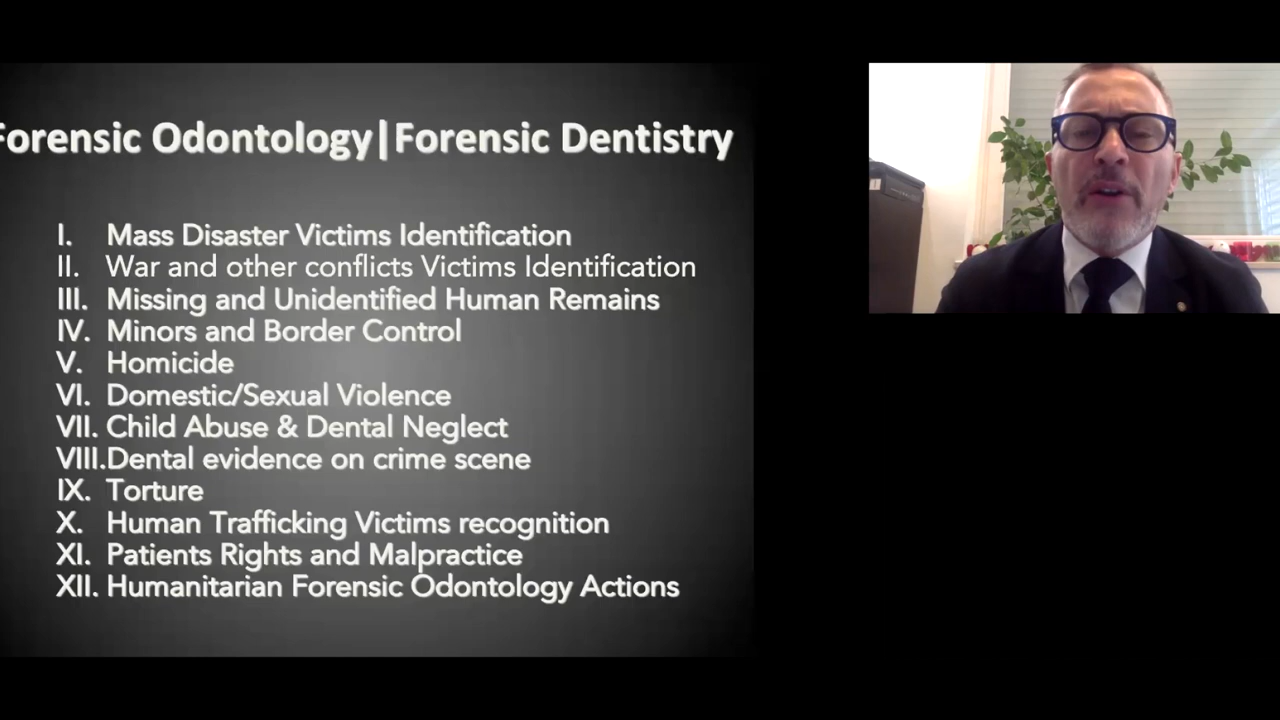 Forensic Odontology|Forensic Dentistry
I. Mass Disaster Victims Identification
II. War and other conflicts Victims Identification
III. Missing and Unidentified Human Remains
IV. Minors and Border Control
V. Homicide
VI. Domestic/Sexual Violence
VII. Child Abuse & Dental Neglect
VIII.Dental evidence on crime scene
IX. Torture
X. Human Trafficking Victims recognition
XI. Patients Rights and Malpractice
XII. Humanitarian Forensic Odontology Actions